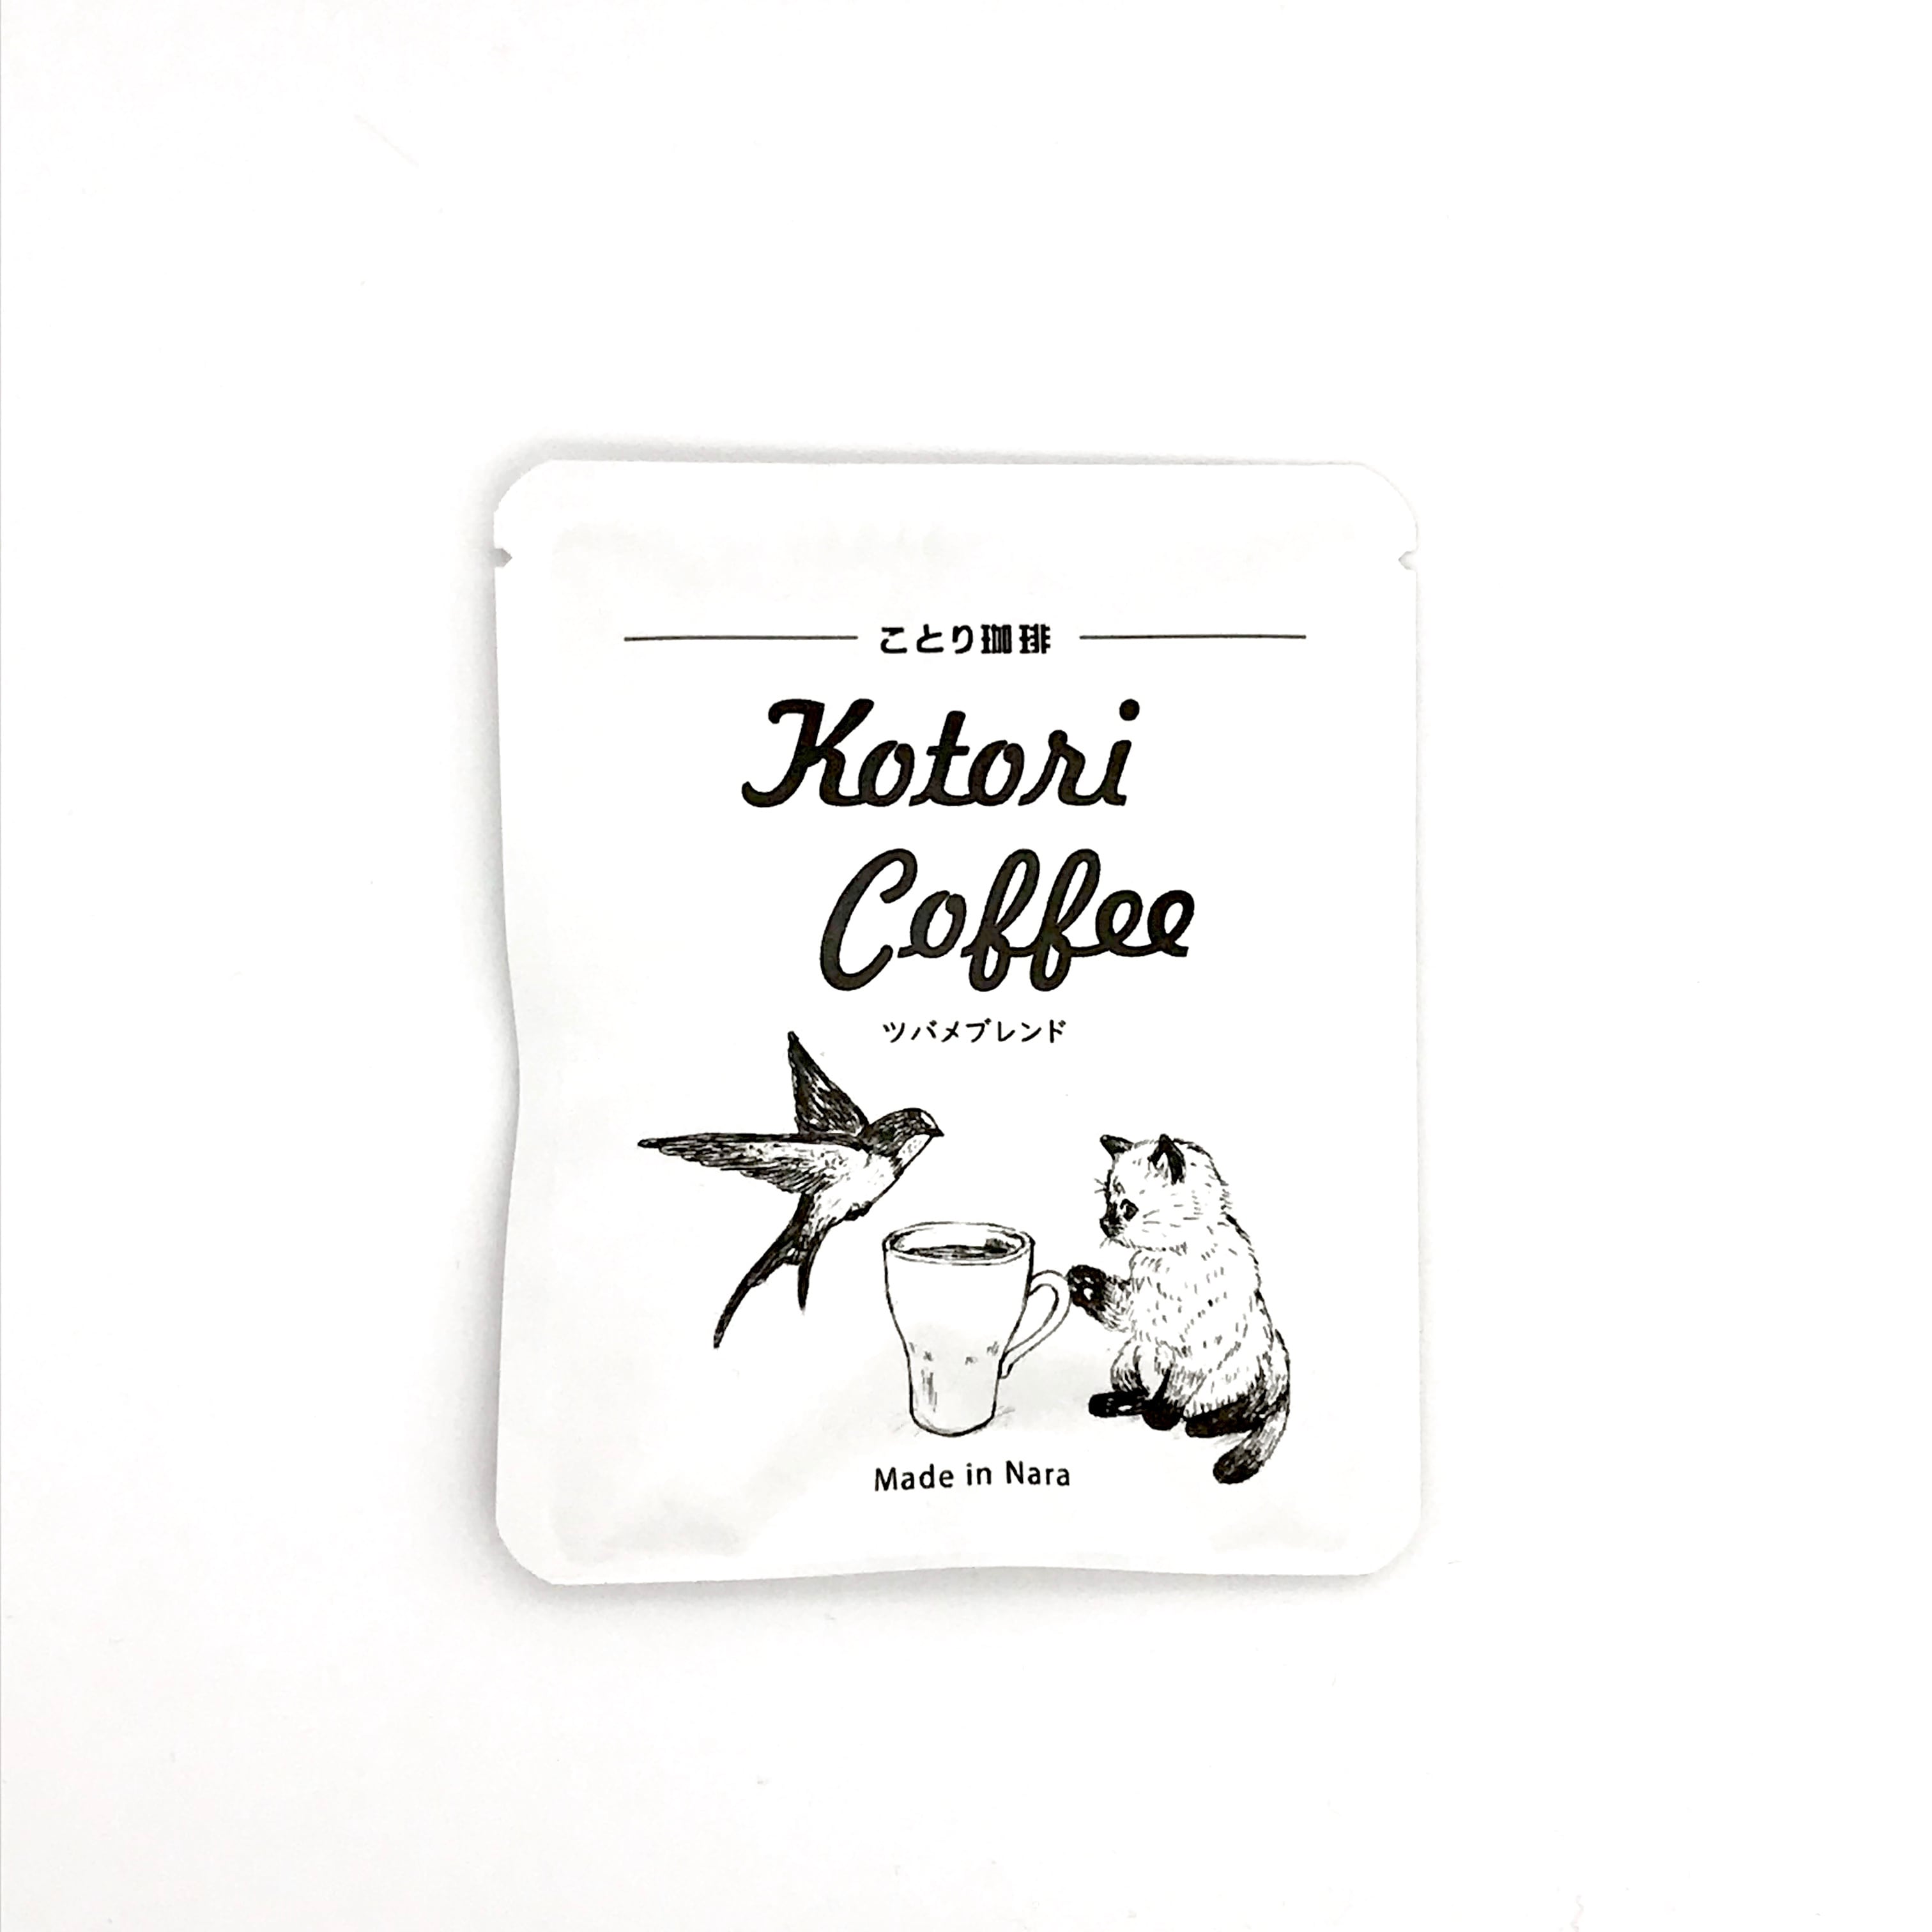 ことり珈琲
Kotori
Coffee
ツバメブレンド
Made in Nara